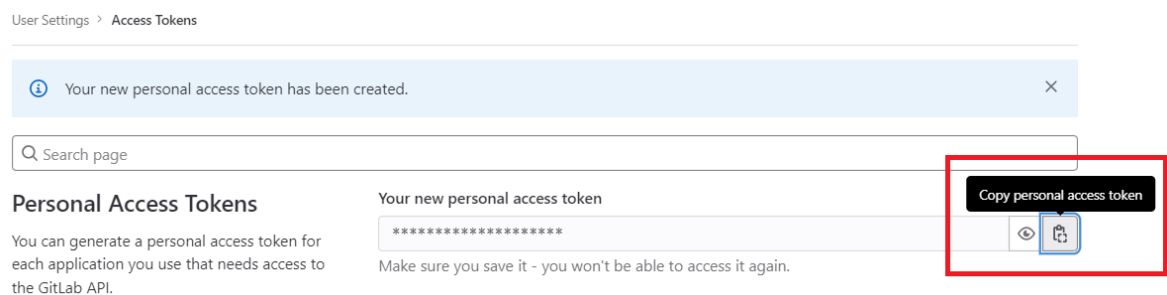 User Settings > Access Tokens
Your new personal access token has been created.
Search page
Copy personal access token
Personal Access Tokens
Your new personal access token
You can generate a personal access token for
each application you use that needs access to
the GitLab API.
********************
Make sure you save it - you won't be able to access it again.